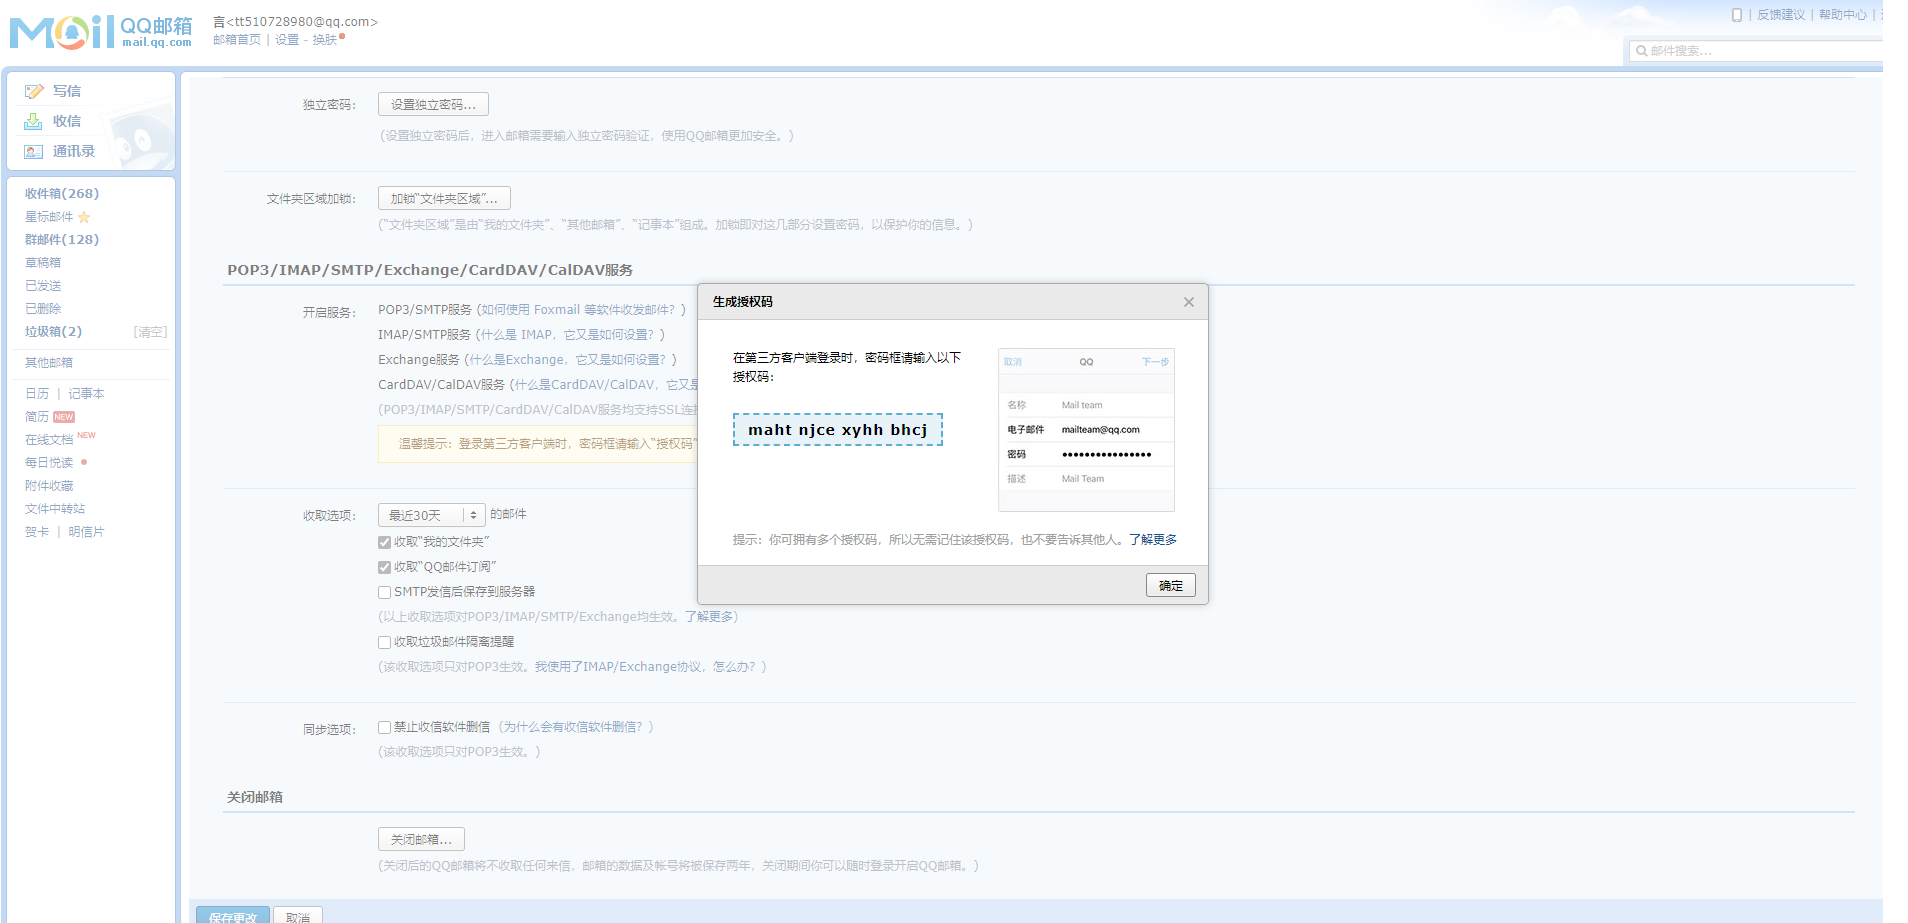 Mail QQ邮箱 mail.qq.com
言<tt510728980@qq.com>
邮箱首页 | 设置 - 换肤
反馈建议 | 帮助中心 |
邮件搜索...
写信
收信
通讯录
收件箱(268)
星标邮件
群邮件(128)
草稿箱
已发送
已删除
垃圾箱(2) [清空]
其他邮箱
日历 | 记事本
简历 NEW
在线文档 NEW
每日悦读
附件收藏
文件中转站
贺卡 | 明信片
独立密码： 设置独立密码...
(设置独立密码后，进入邮箱需要输入独立密码验证，使用QQ邮箱更加安全。)
文件夹区域加锁： 加锁“文件夹区域”...
(“文件夹区域”是由“我的文件夹”、“其他邮箱”、“记事本”组成。加锁即对这几部分设置密码，以保护你的信息。)
POP3/IMAP/SMTP/Exchange/CardDAV/CalDAV服务
开启服务： POP3/SMTP服务 (如何使用 Foxmail 等软件收发邮件？)
IMAP/SMTP服务 (什么是 IMAP，它又是如何设置？)
Exchange服务 (什么是Exchange，它又是如何设置？)
CardDAV/CalDAV服务 (什么是CardDAV/CalDAV，它又是
(POP3/IMAP/SMTP/CardDAV/CalDAV服务均支持SSL连接
温馨提示：登录第三方客户端时，密码框请输入“授权码”
收取选项： 最近30天 的邮件
收取“我的文件夹”
收取“QQ邮件订阅”
SMTP发信后保存到服务器
(以上收取选项对POP3/IMAP/SMTP/Exchange均生效。了解更多)
收取垃圾邮件隔离提醒
(该收取选项只对POP3生效。我使用了IMAP/Exchange协议，怎么办？)
同步选项： 禁止收信软件删信 (为什么会有收信软件删信？)
(该收取选项只对POP3生效。)
关闭邮箱
关闭邮箱...
(关闭后的QQ邮箱将不收取任何来信，邮箱的数据及帐号将被保存两年，关闭期间你可以随时登录开启QQ邮箱。)
保存更改 取消
生成授权码
在第三方客户端登录时，密码框请输入以下
授权码：
maht njce xyhh bhcj
取消 QQ 下一步
名称 Mail team
电子邮件 mailteam@qq.com
密码 ••••••••••••••••
描述 Mail Team
提示：你可拥有多个授权码，所以无需记住该授权码，也不要告诉其他人。了解更多
确定